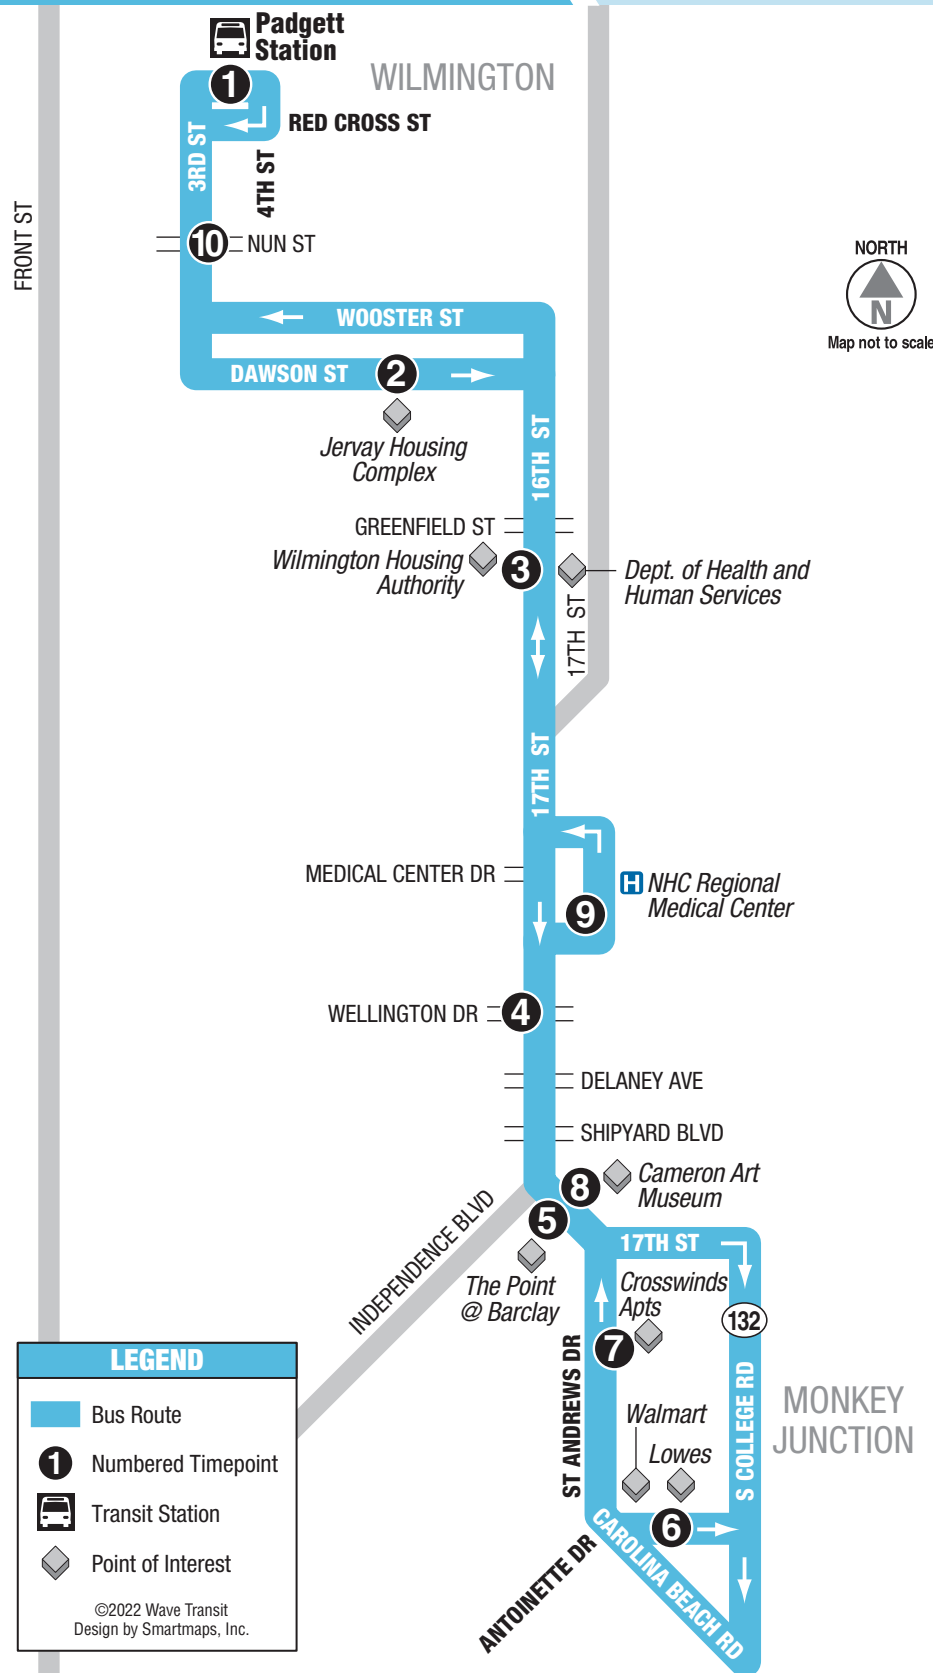 Padgett
Station
WILMINGTON
1
RED CROSS ST
3RD ST
4TH ST
FRONT ST
10
NUN ST
NORTH
N
Map not to scale
WOOSTER ST
DAWSON ST
2
Jervay Housing
Complex
16TH ST
GREENFIELD ST
Wilmington Housing
Authority
3
Dept. of Health and
Human Services
17TH ST
17TH ST
MEDICAL CENTER DR
H NHC Regional
Medical Center
9
WELLINGTON DR
4
DELANEY AVE
SHIPYARD BLVD
8
Cameron Art
Museum
5
INDEPENDENCE BLVD
The Point
@ Barclay
17TH ST
Crosswinds
Apts
132
7
ST ANDREWS DR
S COLLEGE RD
MONKEY
JUNCTION
Walmart
Lowes
6
CAROLINA BEACH RD
ANTOINETTE DR
LEGEND
Bus Route
1 Numbered Timepoint
Transit Station
Point of Interest
©2022 Wave Transit
Design by Smartmaps, Inc.